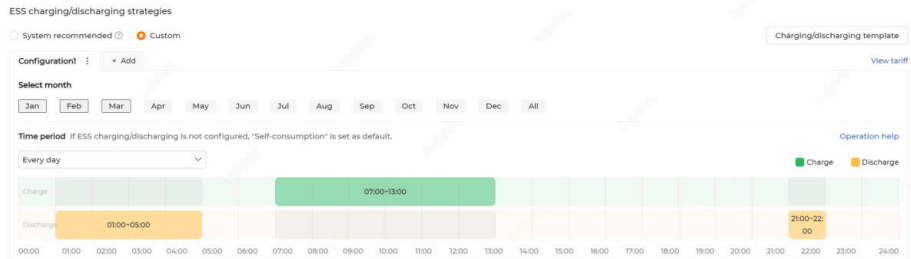 ESS charging/discharging strategies
System recommended ? Custom
Charging/discharging template
Configuration1 ⋮ + Add
View tariff
Select month
Jan Feb Mar Apr May Jun Jul Aug Sep Oct Nov Dec All
Time period If ESS charging/discharging is not configured, "Self-consumption" is set as default.
Operation help
Every day
Charge Discharge
Charge 07:00~13:00
Discharge 01:00~05:00 21:00~22:
00
00:00 01:00 02:00 03:00 04:00 05:00 06:00 07:00 08:00 09:00 10:00 11:00 12:00 13:00 14:00 15:00 16:00 17:00 18:00 19:00 20:00 21:00 22:00 23:00 24:00